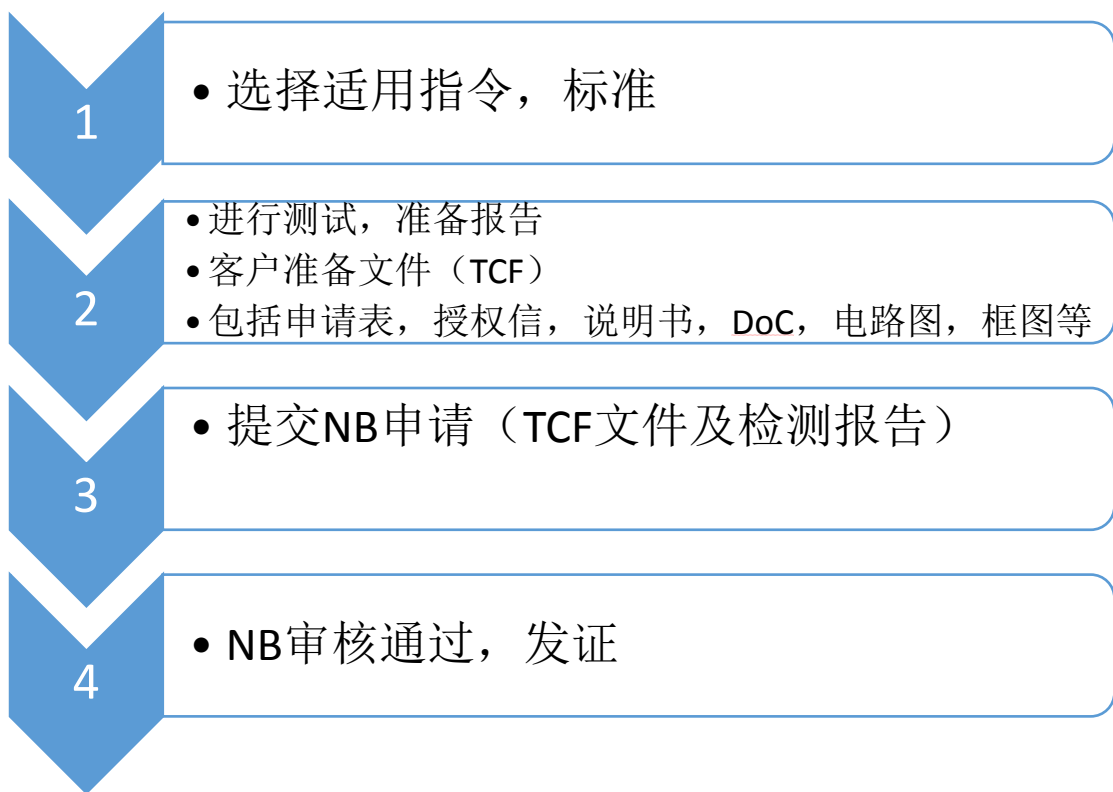 1
• 选择适用指令，标准
2
• 进行测试，准备报告
• 客户准备文件（TCF）
• 包括申请表，授权信，说明书，DoC，电路图，框图等
3
• 提交NB申请（TCF文件及检测报告）
4
• NB审核通过，发证